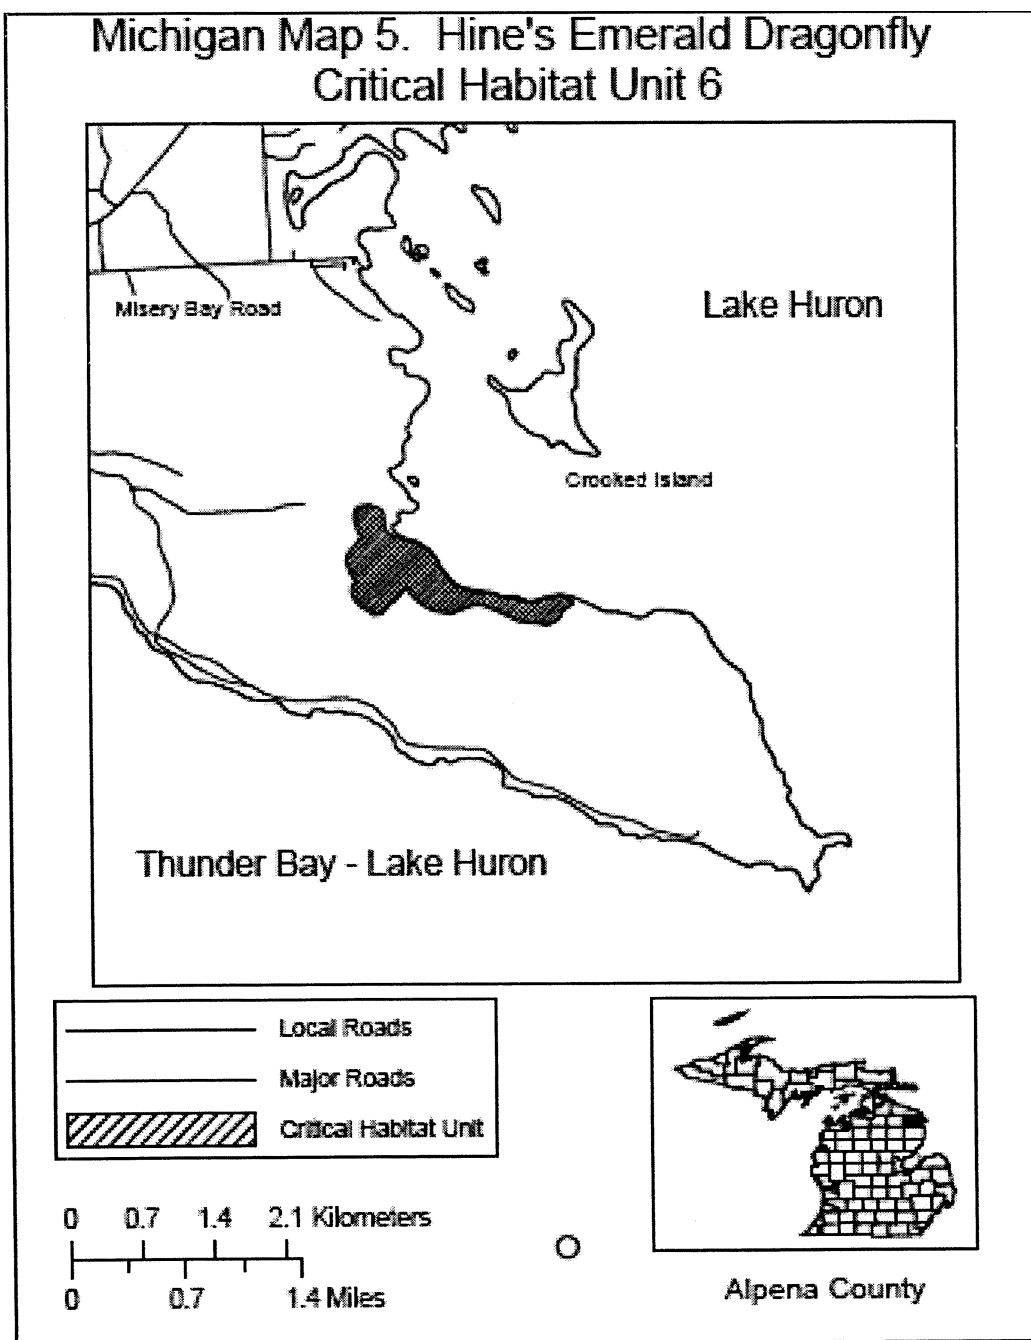 Michigan Map 5. Hine's Emerald Dragonfly
Critical Habitat Unit 6
Misery Bay Road
Lake Huron
Crooked Island
Thunder Bay - Lake Huron
Local Roads
Major Roads
Critical Habitat Unit
0 0.7 1.4 2.1 Kilometers
0 0.7 1.4 Miles
Alpena County